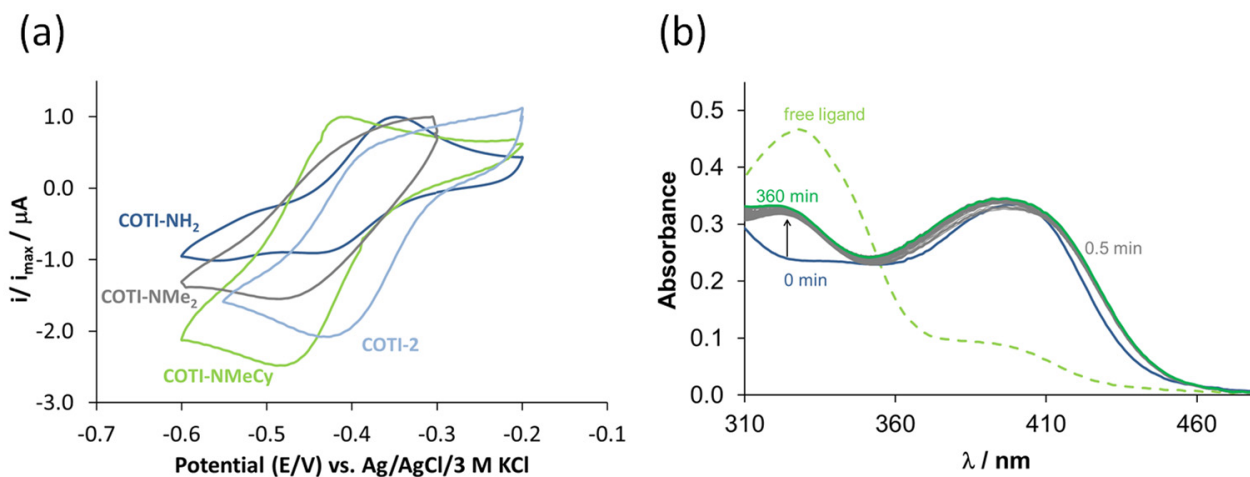 (a)
1.0
0.0
-1.0
-2.0
-3.0
i/ imax / μA
COTI-NH2
COTI-NMe2
COTI-2
COTI-NMeCy
-0.7 -0.6 -0.5 -0.4 -0.3 -0.2 -0.1
Potential (E/V) vs. Ag/AgCl/3 M KCl
(b)
0.5
0.4
0.3
0.2
0.1
0.0
Absorbance
free ligand
360 min
0.5 min
0 min
310 360 410 460
λ / nm